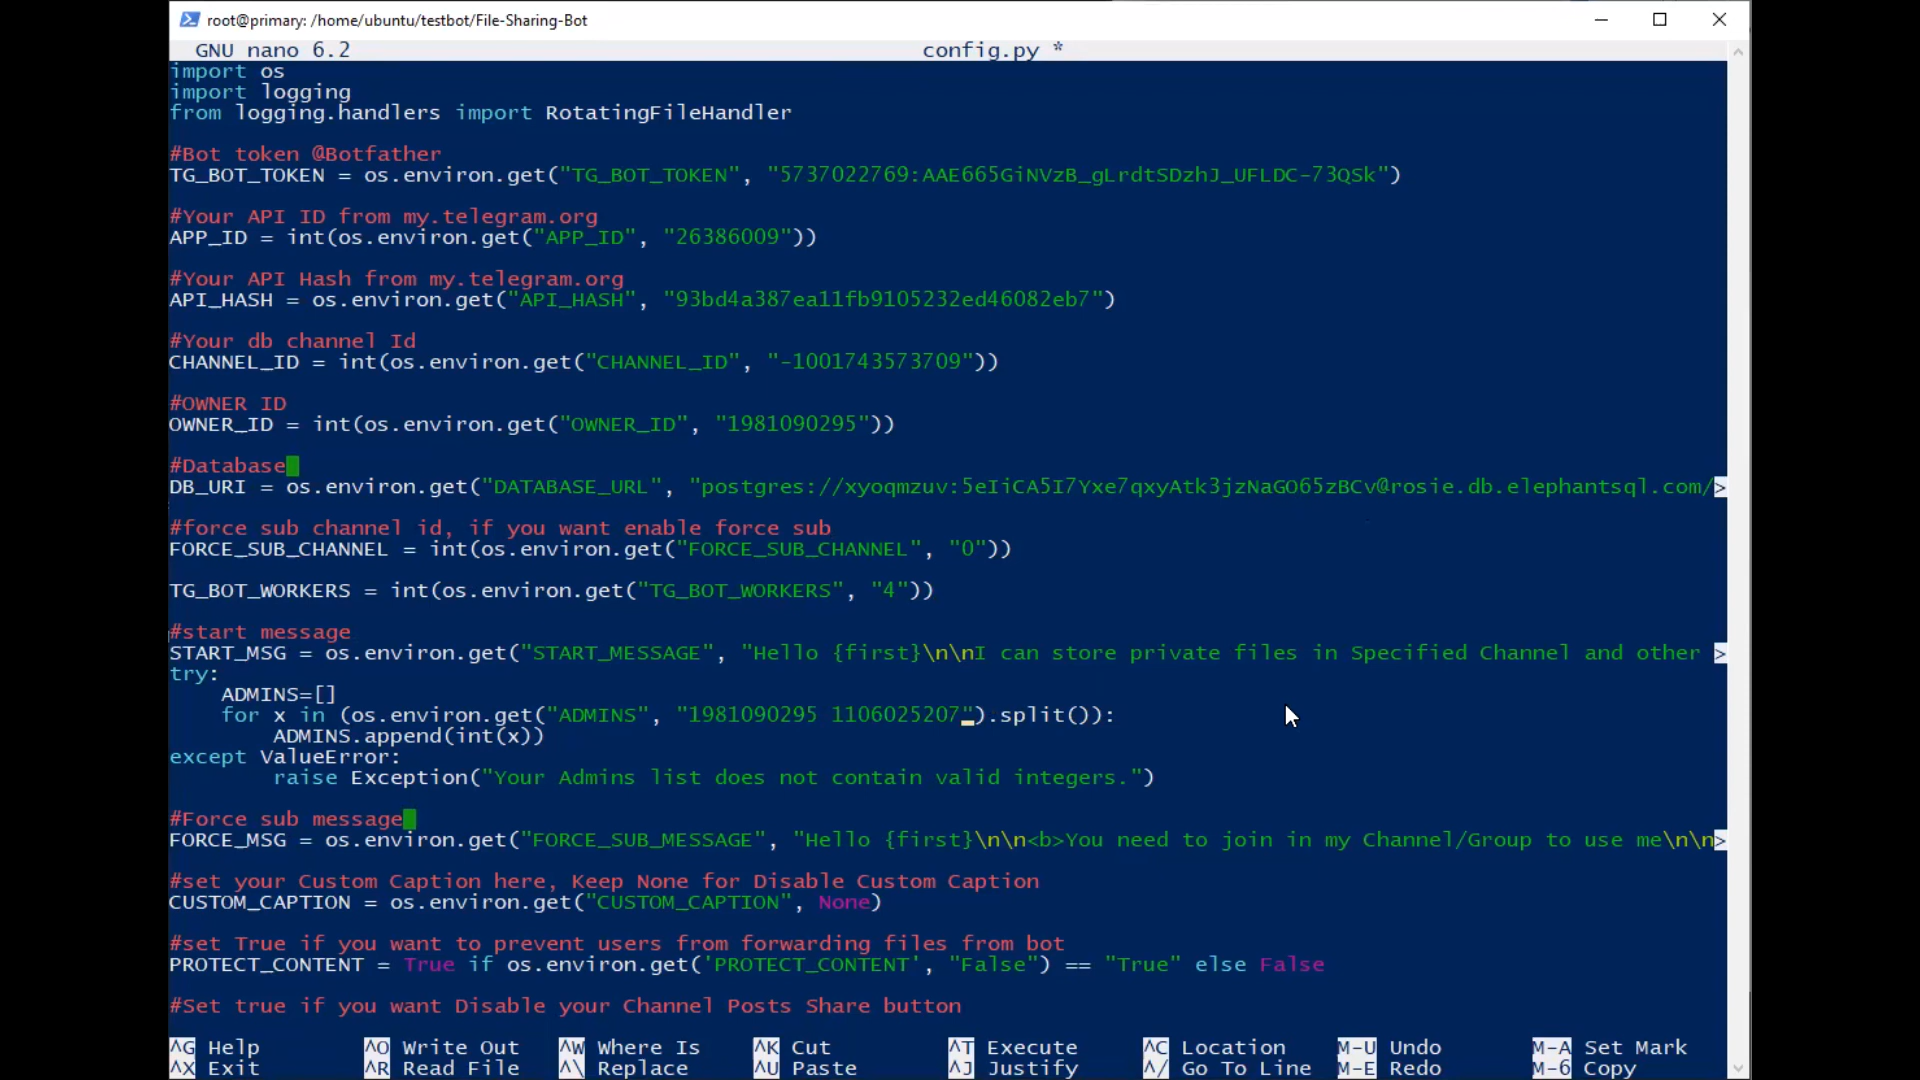 root@primary: /home/ubuntu/testbot/File-Sharing-Bot
GNU nano 6.2 config.py *
import os
import logging
from logging.handlers import RotatingFileHandler
#Bot token @Botfather
TG_BOT_TOKEN = os.environ.get("TG_BOT_TOKEN", "5737022769:AAE665GiNVzB_gLrdtSDzhJ_UFLDC-73QSk")
#Your API ID from my.telegram.org
APP_ID = int(os.environ.get("APP_ID", "26386009"))
#Your API Hash from my.telegram.org
API_HASH = os.environ.get("API_HASH", "93bd4a387ea11fb9105232ed46082eb7")
#Your db channel Id
CHANNEL_ID = int(os.environ.get("CHANNEL_ID", "-1001743573709"))
#OWNER ID
OWNER_ID = int(os.environ.get("OWNER_ID", "1981090295"))
#Database
DB_URI = os.environ.get("DATABASE_URL", "postgres://xyoqmzuv:5eIiCA5I7Yxe7qxyAtk3jzNaGO65zBCv@rosie.db.elephantsql.com/>
#force sub channel id, if you want enable force sub
FORCE_SUB_CHANNEL = int(os.environ.get("FORCE_SUB_CHANNEL", "0"))
TG_BOT_WORKERS = int(os.environ.get("TG_BOT_WORKERS", "4"))
#start message
START_MSG = os.environ.get("START_MESSAGE", "Hello {first}\n\nI can store private files in Specified Channel and other >
try:
    ADMINS=[]
    for x in (os.environ.get("ADMINS", "1981090295 1106025207").split()):
        ADMINS.append(int(x))
except ValueError:
        raise Exception("Your Admins list does not contain valid integers.")
#Force sub message
FORCE_MSG = os.environ.get("FORCE_SUB_MESSAGE", "Hello {first}\n\n<b>You need to join in my Channel/Group to use me\n\n>
#set your Custom Caption here, Keep None for Disable Custom Caption
CUSTOM_CAPTION = os.environ.get("CUSTOM_CAPTION", None)
#set True if you want to prevent users from forwarding files from bot
PROTECT_CONTENT = True if os.environ.get('PROTECT_CONTENT', "False") == "True" else False
#Set true if you want Disable your Channel Posts Share button
^G Help ^O Write Out ^W Where Is ^K Cut ^T Execute ^C Location M-U Undo M-A Set Mark
^X Exit ^R Read File ^\ Replace ^U Paste ^J Justify ^/ Go To Line M-E Redo M-6 Copy